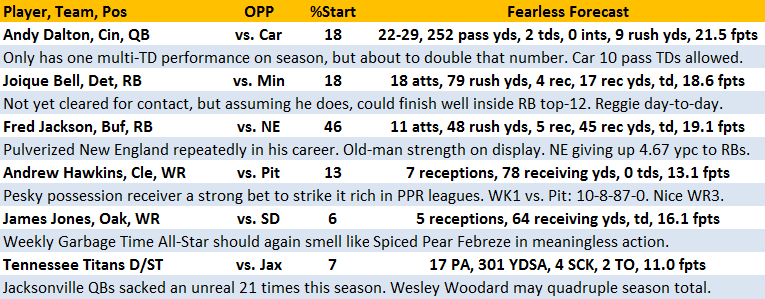 Player, Team, Pos OPP %Start Fearless Forecast
Andy Dalton, Cin, QB vs. Car 18 22-29, 252 pass yds, 2 tds, 0 ints, 9 rush yds, 21.5 fpts
Only has one multi-TD performance on season, but about to double that number. Car 10 pass TDs allowed.
Joique Bell, Det, RB vs. Min 18 18 atts, 79 rush yds, 4 rec, 17 rec yds, td, 18.6 fpts
Not yet cleared for contact, but assuming he does, could finish well inside RB top-12. Reggie day-to-day.
Fred Jackson, Buf, RB vs. NE 46 11 atts, 48 rush yds, 5 rec, 45 rec yds, td, 19.1 fpts
Pulverized New England repeatedly in his career. Old-man strength on display. NE giving up 4.67 ypc to RBs.
Andrew Hawkins, Cle, WR vs. Pit 13 7 receptions, 78 receiving yds, 0 tds, 13.1 fpts
Pesky possession receiver a strong bet to strike it rich in PPR leagues. WK1 vs. Pit: 10-8-87-0. Nice WR3.
James Jones, Oak, WR vs. SD 6 5 receptions, 64 receiving yds, td, 16.1 fpts
Weekly Garbage Time All-Star should again smell like Spiced Pear Febreze in meaningless action.
Tennessee Titans D/ST vs. Jax 7 17 PA, 301 YDSA, 4 SCK, 2 TO, 11.0 fpts
Jacksonville QBs sacked an unreal 21 times this season. Wesley Woodard may quadruple season total.